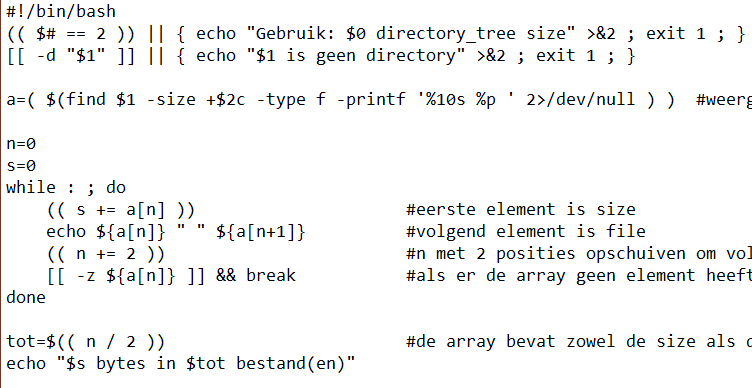 #!/bin/bash
(( $# == 2 )) || { echo "Gebruik: $0 directory_tree size" >&2 ; exit 1 ; }
[[ -d "$1" ]] || { echo "$1 is geen directory" >&2 ; exit 1 ; }
a=( $(find $1 -size +$2c -type f -printf '%10s %p ' 2>/dev/null ) ) #weerg
n=0
s=0
while : ; do
(( s += a[n] )) #eerste element is size
echo ${a[n]} " " ${a[n+1]} #volgend element is file
(( n += 2 )) #n met 2 posities opschuiven om vol
[[ -z ${a[n]} ]] && break #als er de array geen element heeft
done
tot=$(( n / 2 )) #de array bevat zowel de size als
echo "$s bytes in $tot bestand(en)"